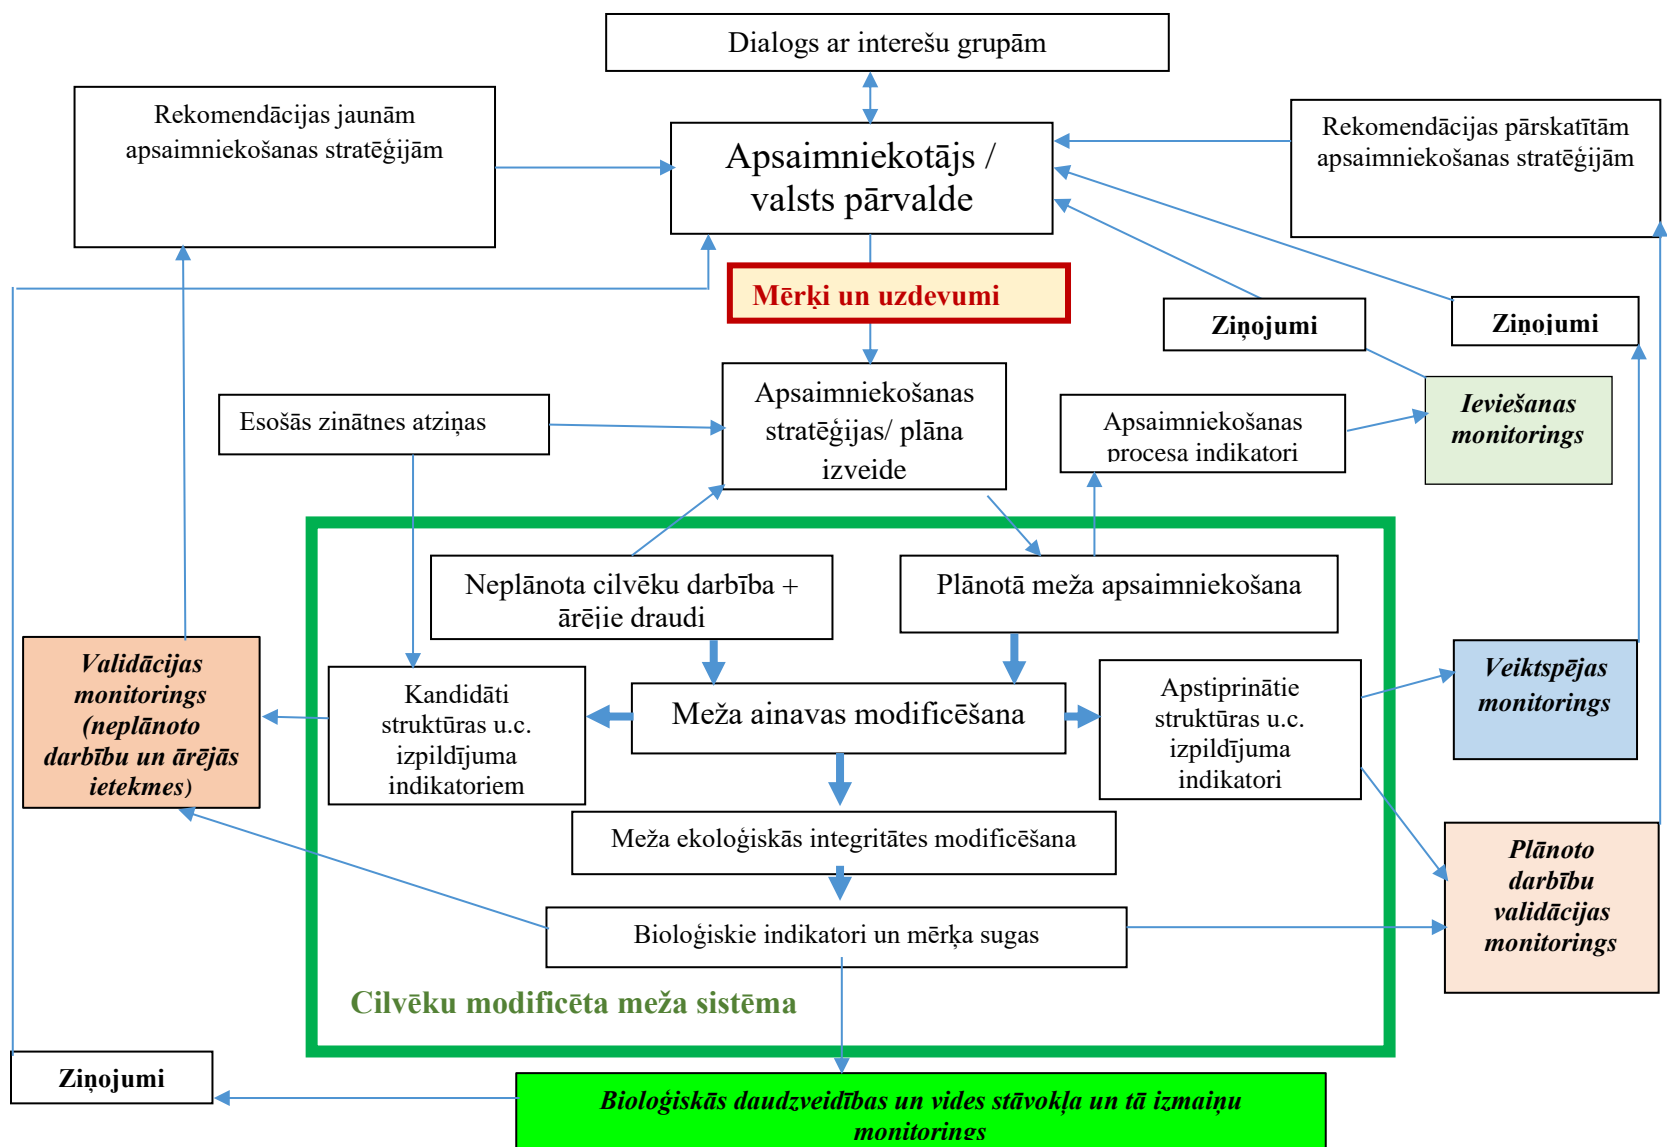 Dialogs ar interešu grupām
Rekomendācijas jaunām
apsaimniekošanas stratēģijām
Apsaimniekotājs /
valsts pārvalde
Rekomendācijas pārskatītām
apsaimniekošanas stratēģijām
Mērķi un uzdevumi
Ziņojumi
Ziņojumi
Esošās zinātnes atziņas
Apsaimniekošanas
stratēģijas/ plāna
izveide
Apsaimniekošanas
procesa indikatori
Ieviešanas
monitorings
Neplānota cilvēku darbība +
ārējie draudi
Plānotā meža apsaimniekošana
Validācijas
monitorings
(neplānoto
darbību un ārējās
ietekmes)
Kandidāti
struktūras u.c.
izpildījuma
indikatoriem
Meža ainavas modificēšana
Apstiprinātie
struktūras u.c.
izpildījuma
indikatori
Veiktspējas
monitorings
Meža ekoloģiskās integritātes modificēšana
Bioloģiskie indikatori un mērķa sugas
Plānoto
darbību
validācijas
monitorings
Cilvēku modificēta meža sistēma
Ziņojumi
Bioloģiskās daudzveidības un vides stāvokļa un tā izmaiņu
monitorings